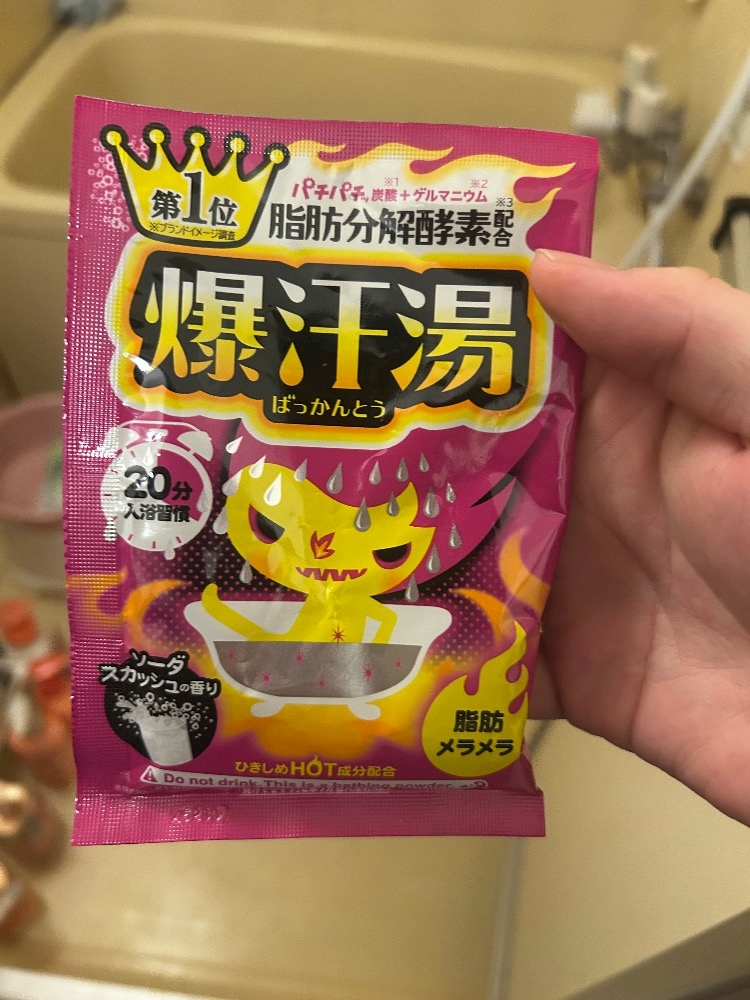 第1位
※ブランドイメージ調査
パチパチ※1炭酸+ゲルマニウム※2
脂肪分解酵素※3配合
爆汗湯
ばっかんとう
20分
入浴習慣
ソーダ
スカッシュの香り
脂肪
メラメラ
ひきしめHOT成分配合
Do not drink. This is a bathing powder.